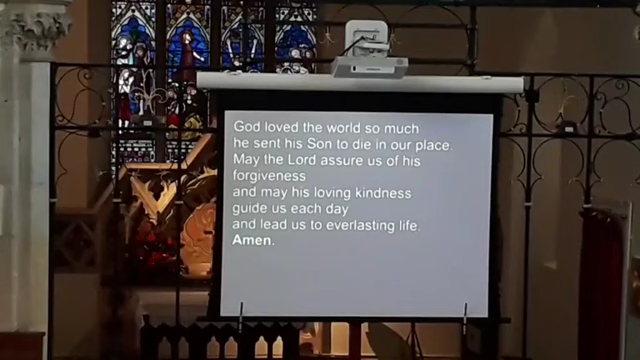 God loved the world so much
he sent his Son to die in our place.
May the Lord assure us of his
forgiveness
and may his loving kindness
guide us each day
and lead us to everlasting life.
Amen.